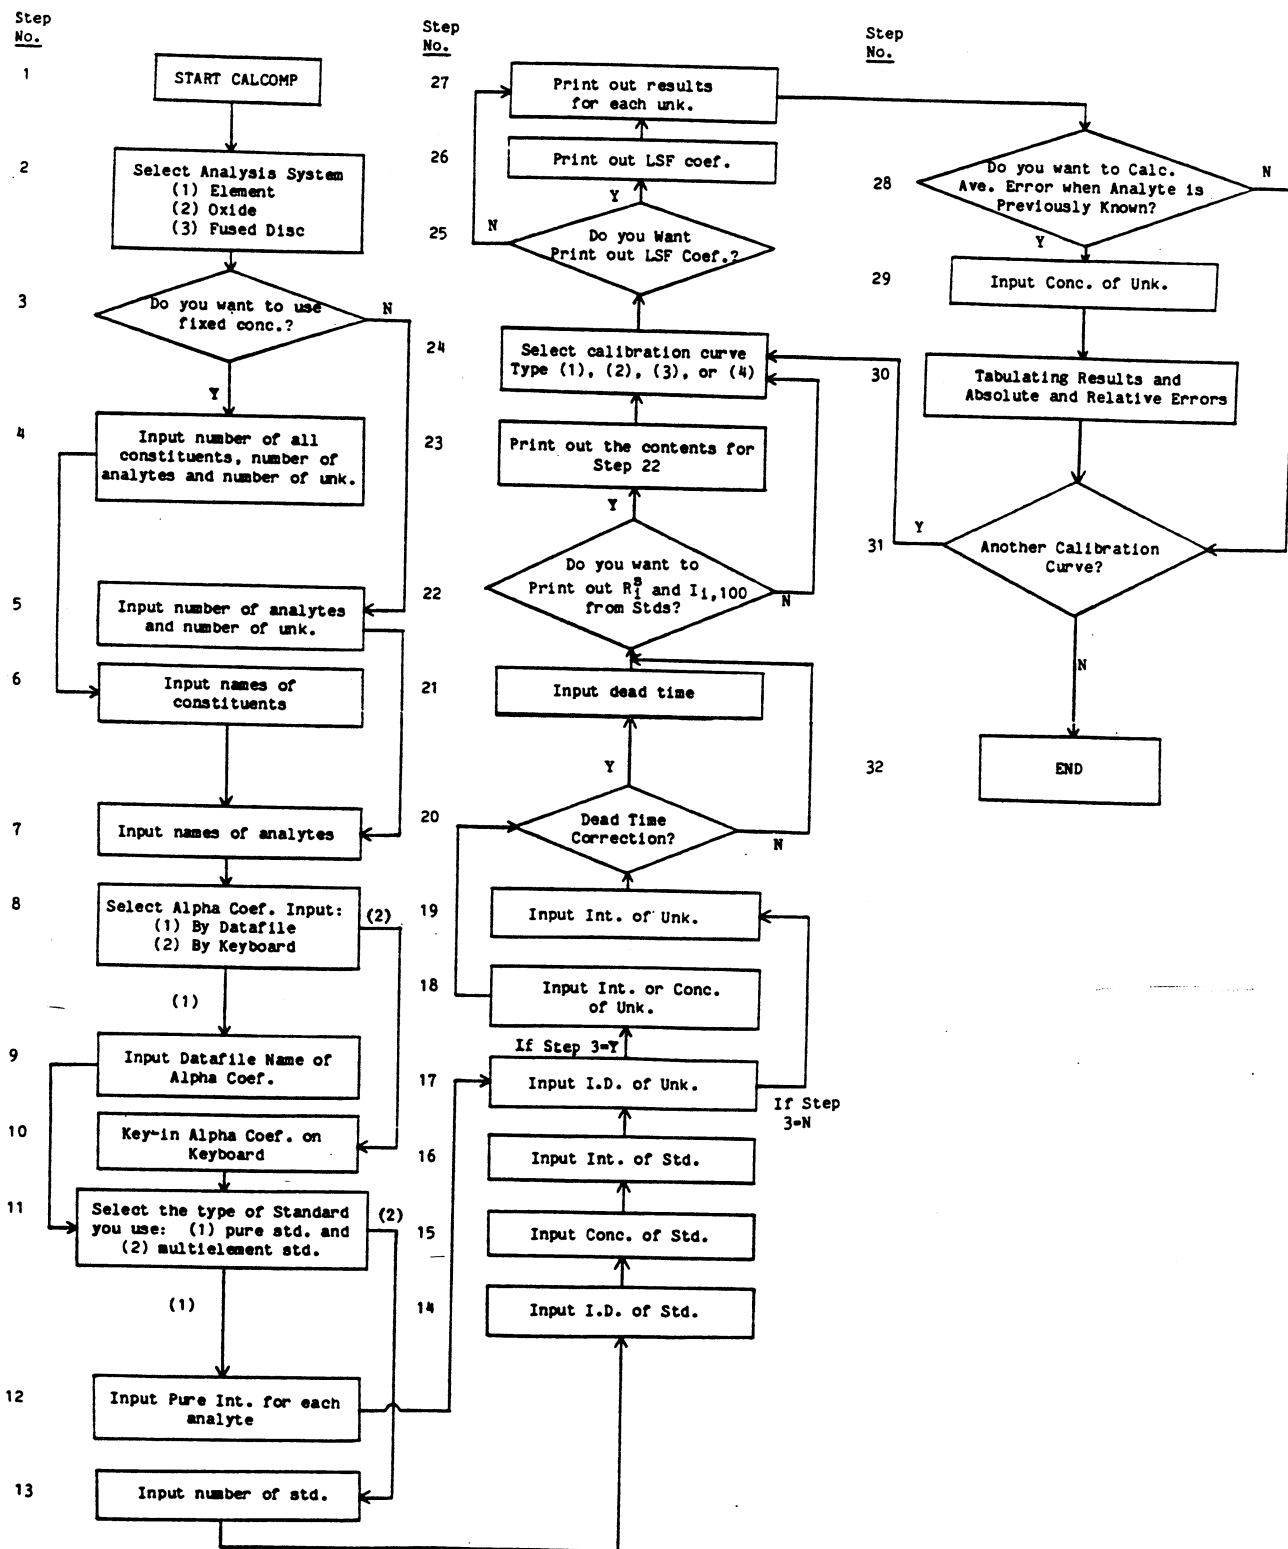 Step
No.
1
START CALCOMP
2
Select Analysis System
(1) Element
(2) Oxide
(3) Fused Disc
3
Do you want to use
fixed conc.?
N
Y
4
Input number of all
constituents, number of
analytes and number of unk.
5
Input number of analytes
and number of unk.
6
Input names of
constituents
7
Input names of analytes
8
Select Alpha Coef. Input:
(1) By Datafile
(2) By Keyboard
(2)
(1)
9
Input Datafile Name of
Alpha Coef.
10
Key-in Alpha Coef. on
Keyboard
11
Select the type of Standard
you use: (1) pure std. and
(2) multielement std.
(2)
(1)
12
Input Pure Int. for each
analyte
13
Input number of std.
Step
No.
27
Print out results
for each unk.
26
Print out LSF coef.
Y
25
N
Do you Want
Print out LSF Coef.?
24
Select calibration curve
Type (1), (2), (3), or (4)
23
Print out the contents for
Step 22
Y
22
Do you want to
Print out R_i^s and I_i,100
from Stds?
N
21
Input dead time
Y
20
Dead Time
Correction?
N
19
Input Int. of Unk.
18
Input Int. or Conc.
of Unk.
If Step 3=Y
17
Input I.D. of Unk.
If Step
3=N
16
Input Int. of Std.
15
Input Conc. of Std.
14
Input I.D. of Std.
Step
No.
28
Do you want to Calc.
Ave. Error when Analyte is
Previously Known?
N
Y
29
Input Conc. of Unk.
30
Tabulating Results and
Absolute and Relative Errors
31
Y
Another Calibration
Curve?
N
32
END